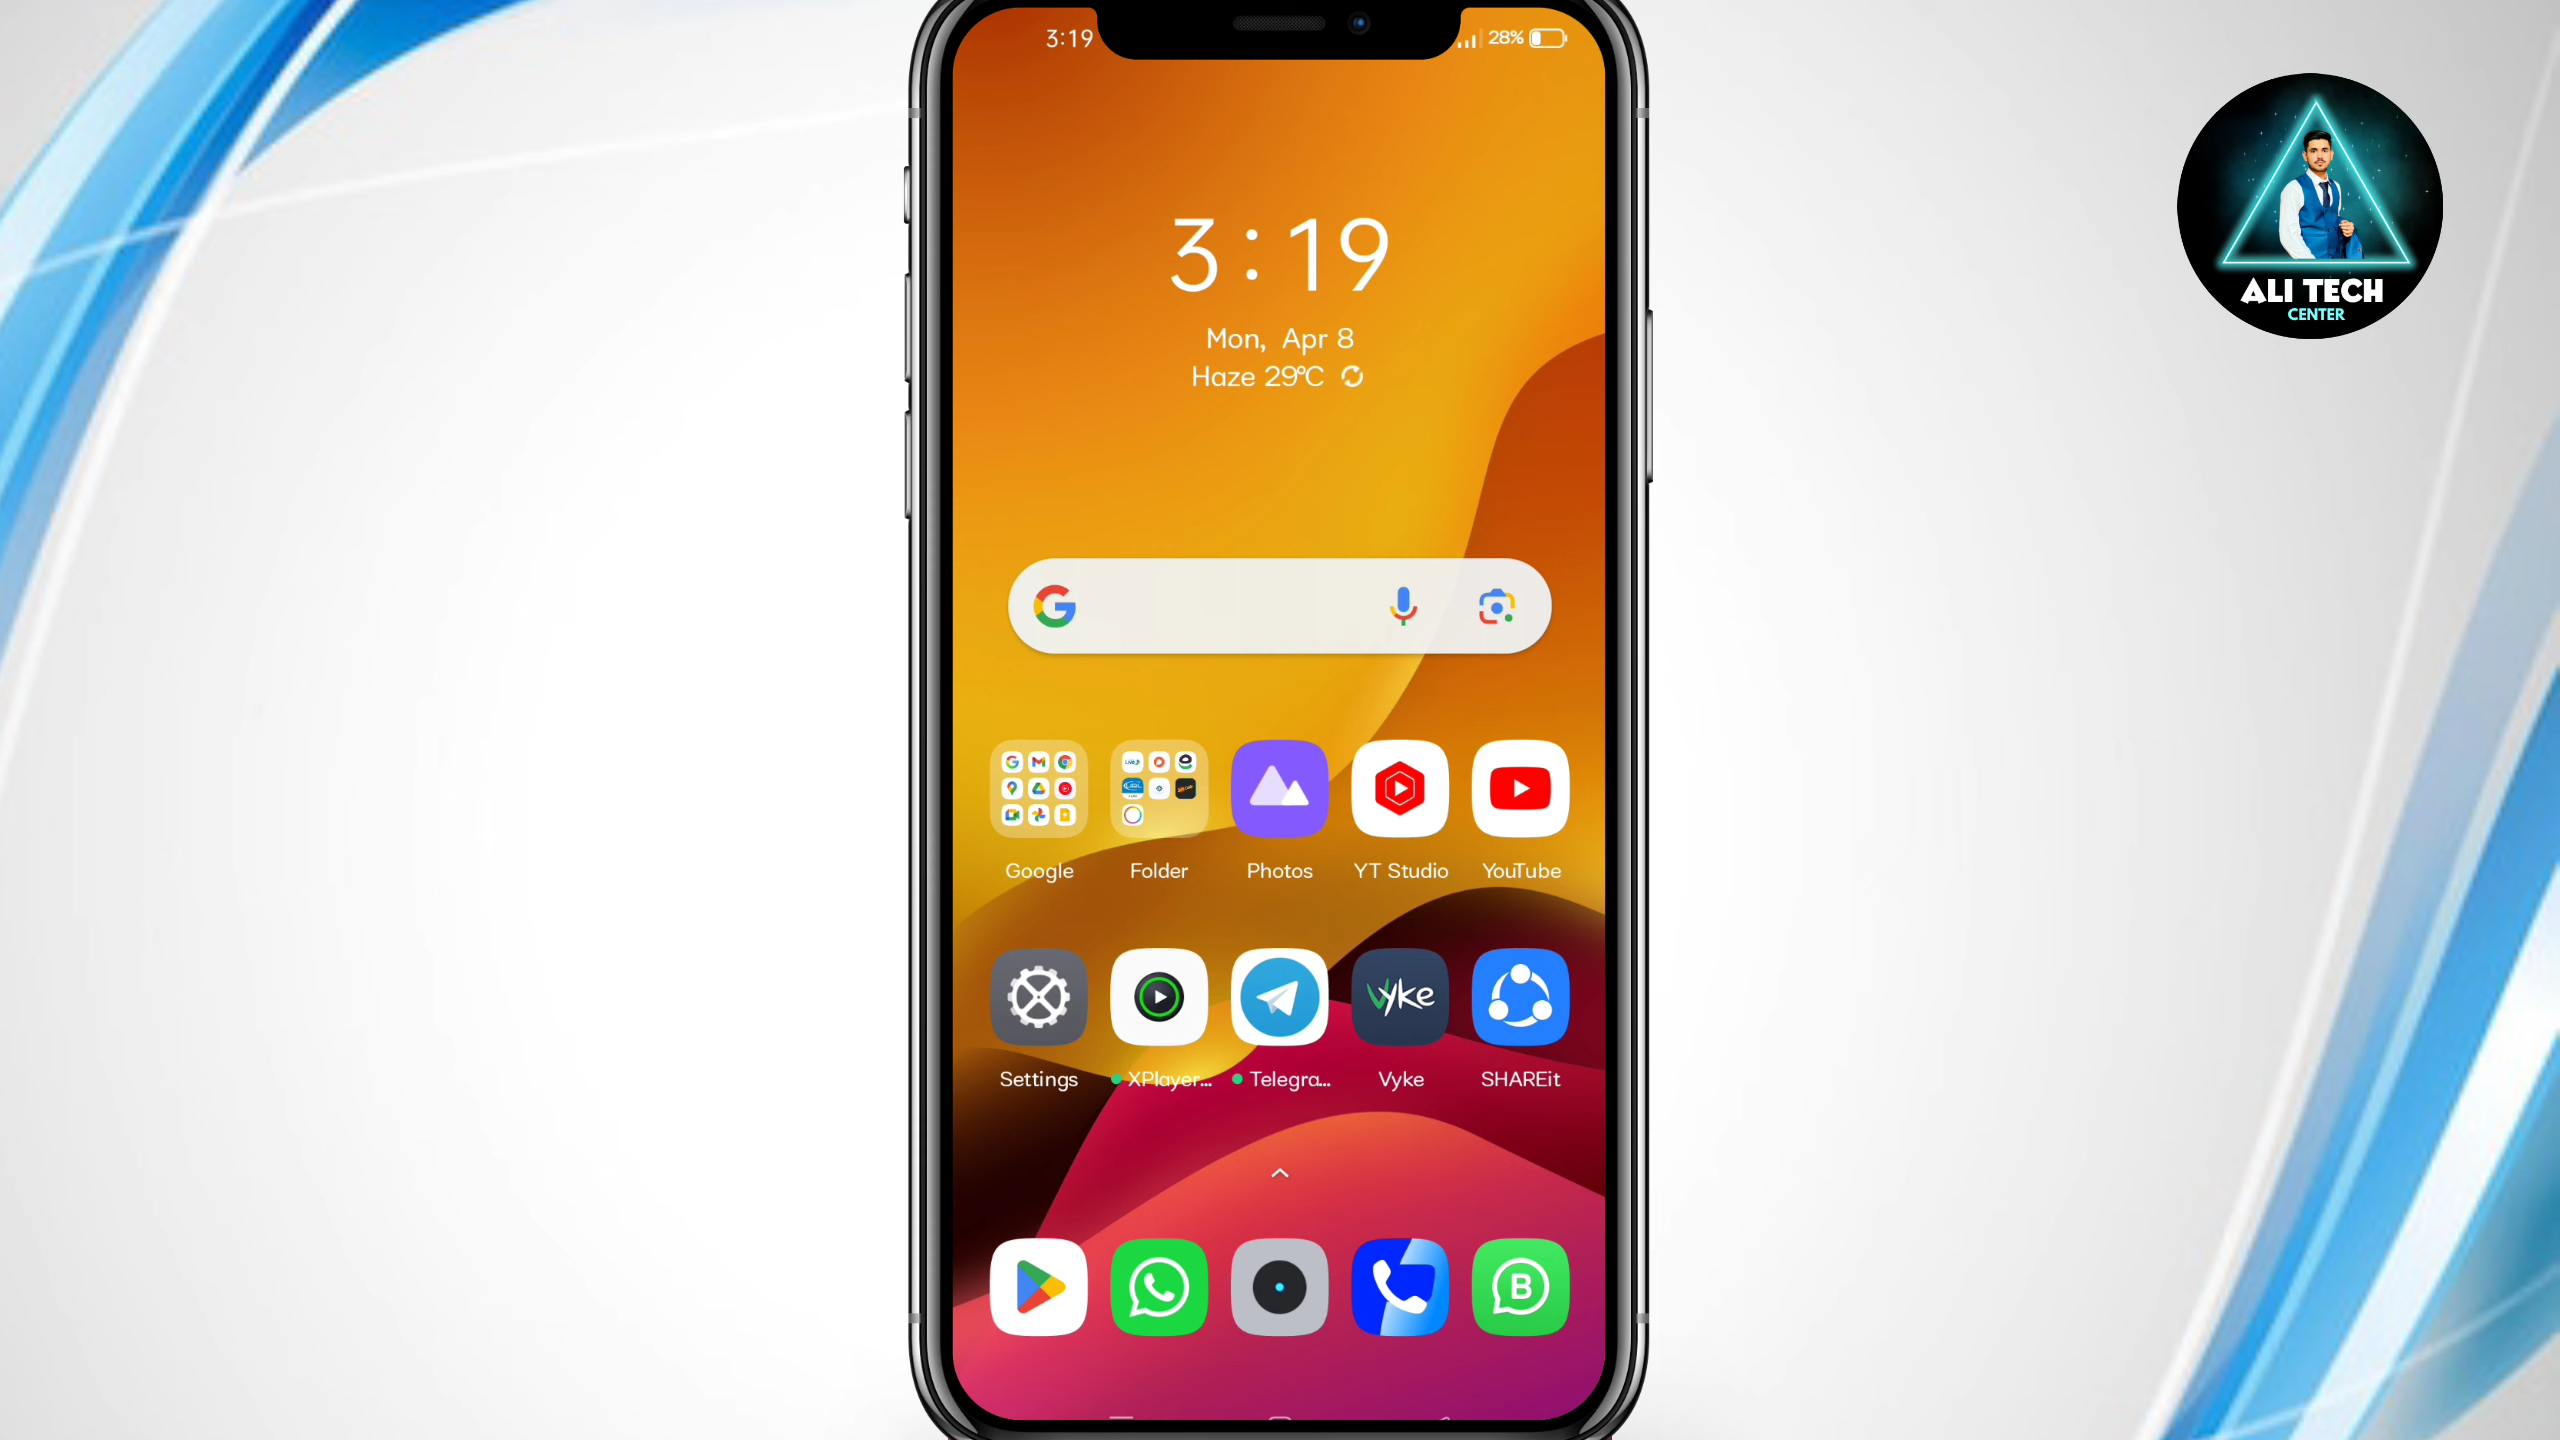 3:19
28%
ALI TECH
CENTER
3:19
Mon, Apr 8
Haze 29°C
Google
Folder
Photos
YT Studio
YouTube
Vyke
Settings
XPlayer...
Telegra...
Vyke
SHAREit
B